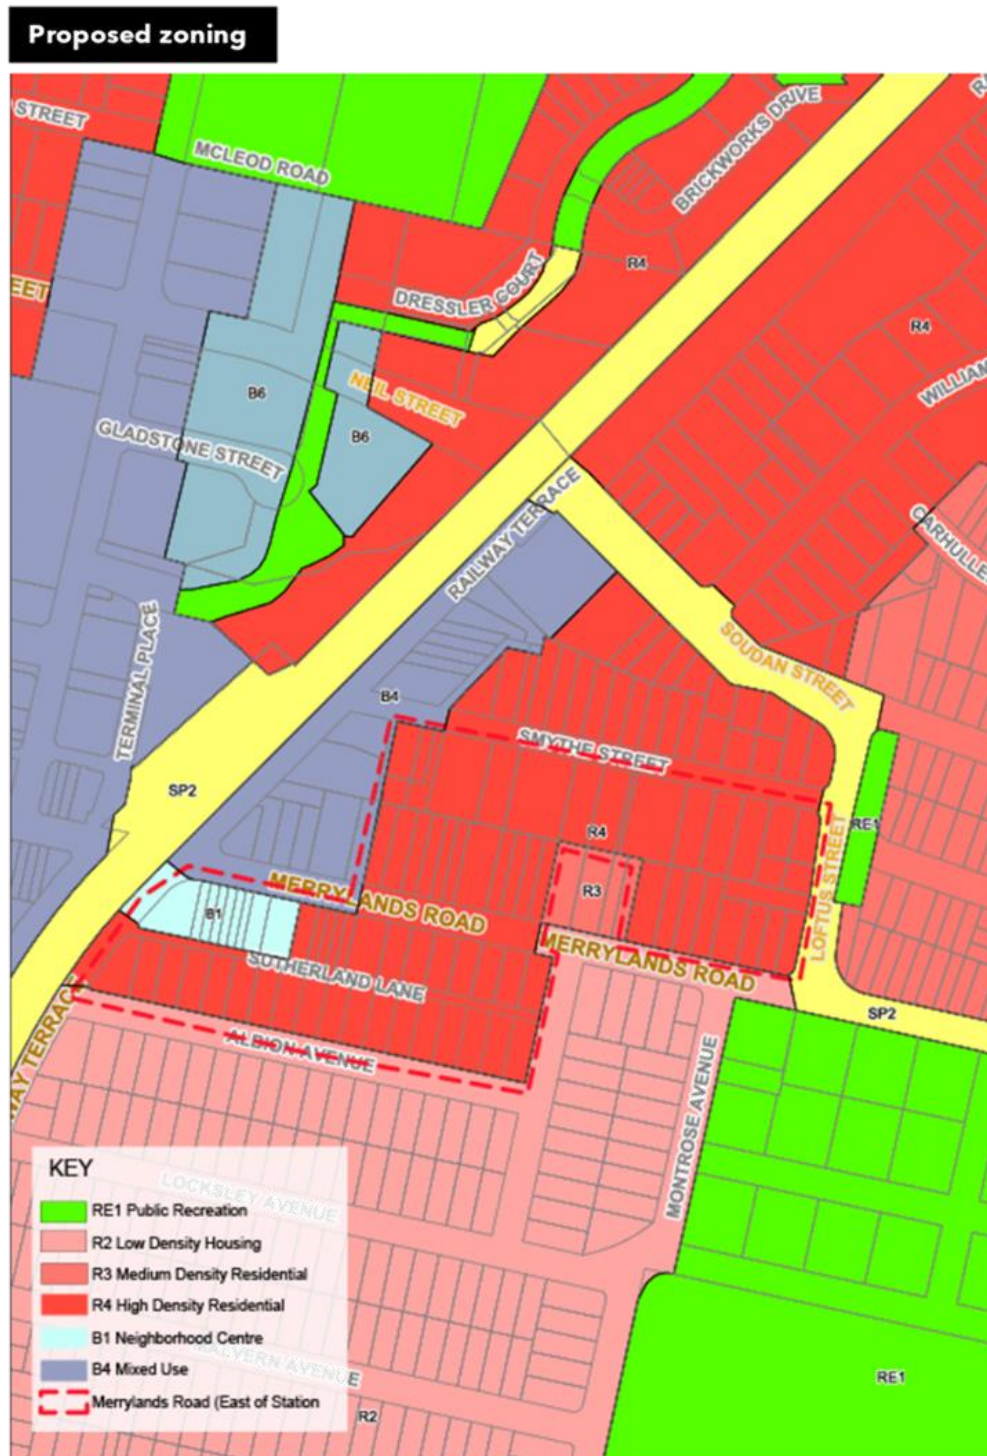 Proposed zoning
STREET
MCLEOD ROAD
BRICKWORKS DRIVE
R4
DRESSLER COURT
R4
B6
NEIL STREET
WILLIAM
B6
GLADSTONE STREET
RAILWAY TERRACE
CARHULLE
TERMINAL PLACE
SOUDAN STREET
B4
SMYTHE STREET
SP2
R4
RE1
LOFTUS STREET
R3
MERRYLANDS ROAD
B1
MERRYLANDS ROAD
SUTHERLAND LANE
SP2
WAY TERRACE
ALBION AVENUE
MONTROSE AVENUE
KEY
LOCKSLEY AVENUE
RE1 Public Recreation
R2 Low Density Housing
R3 Medium Density Residential
R4 High Density Residential
B1 Neighborhood Centre
MALVERN AVENUE
B4 Mixed Use
Merrylands Road (East of Station
RE1
R2